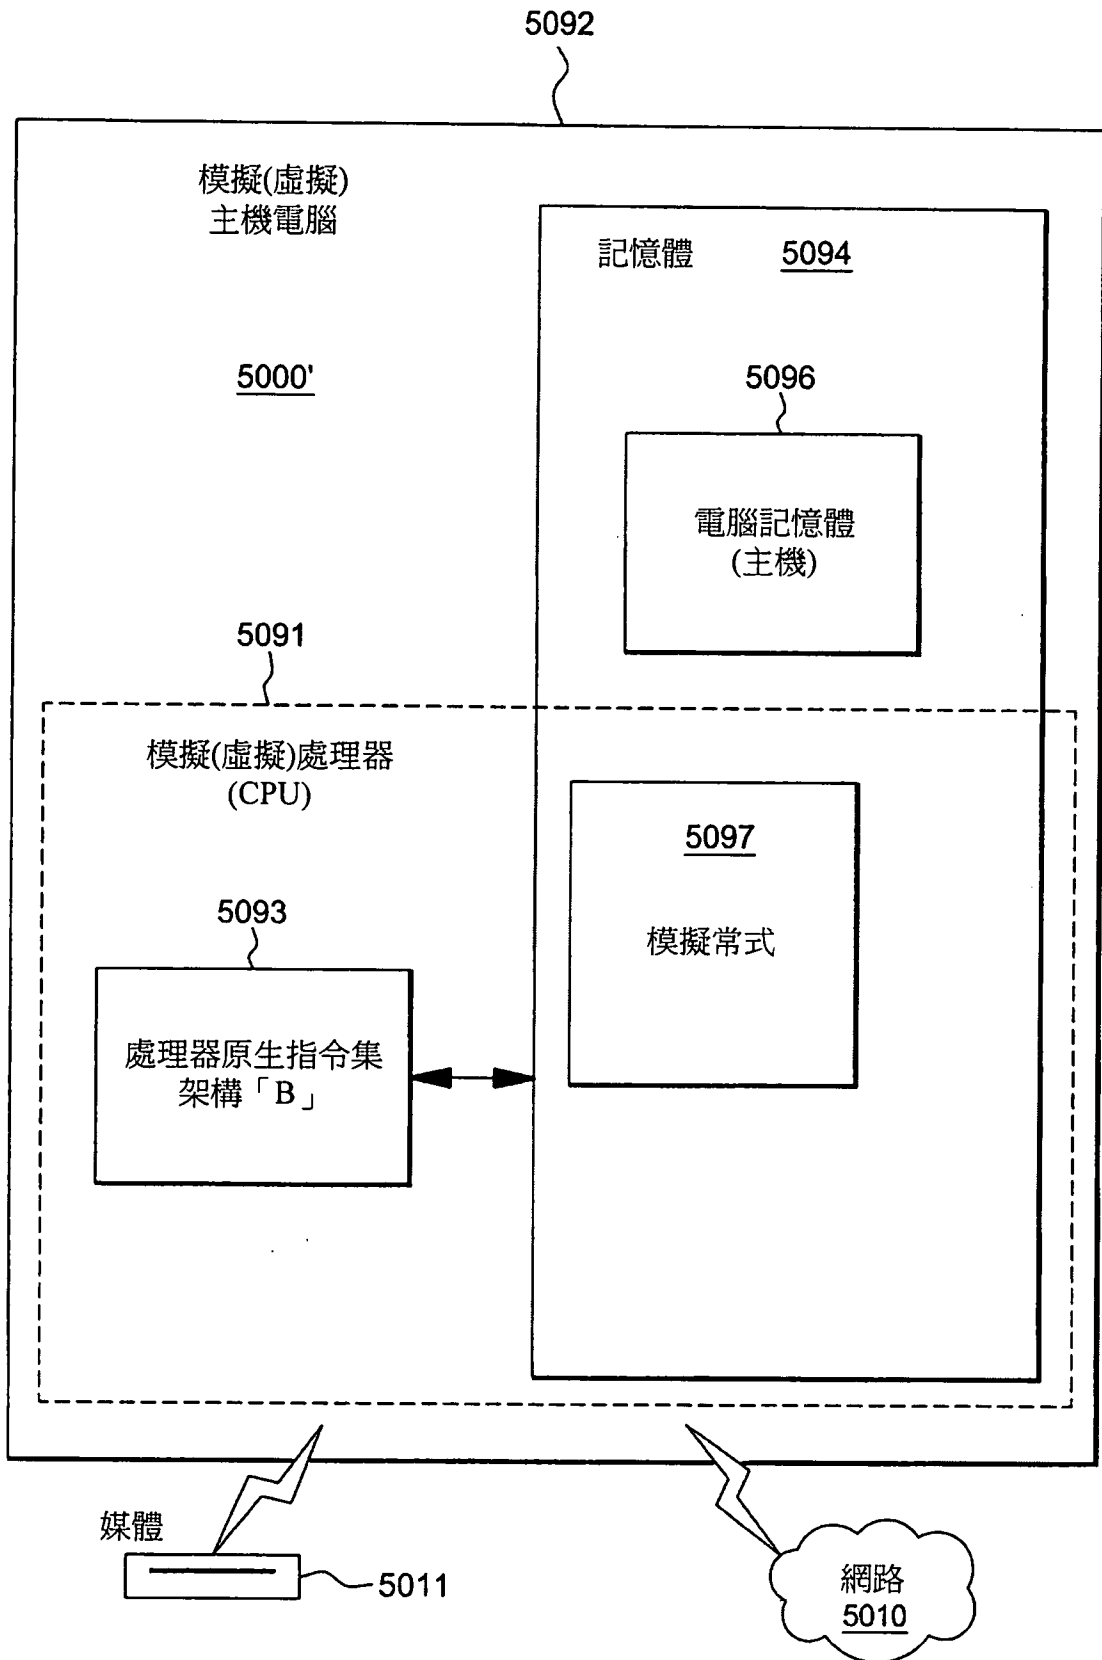 5092
模擬(虛擬)
主機電腦
記憶體 5094
5000'
5096
電腦記憶體
(主機)
5091
模擬(虛擬)處理器
(CPU)
5097
模擬常式
5093
處理器原生指令集
架構「B」
媒體
5011
網路
5010